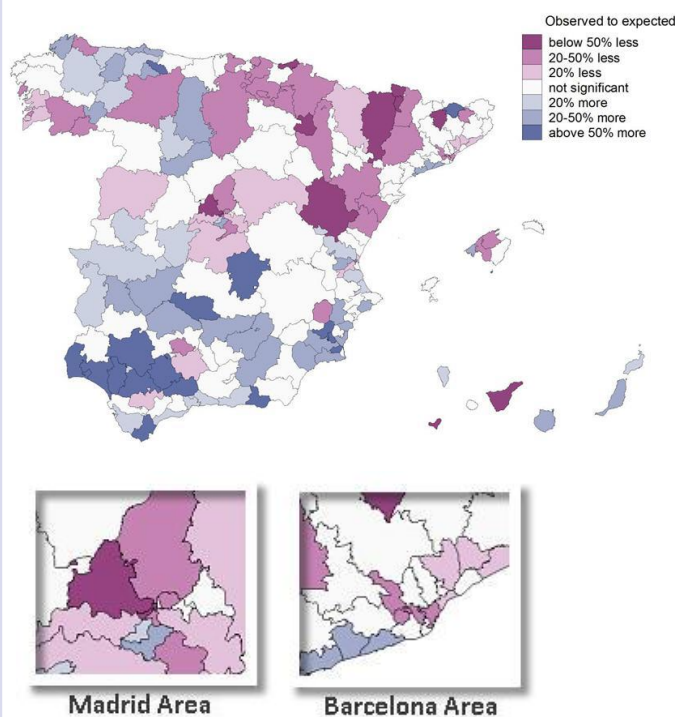 Observed to expected
below 50% less
20-50% less
20% less
not significant
20% more
20-50% more
above 50% more
Madrid Area
Barcelona Area